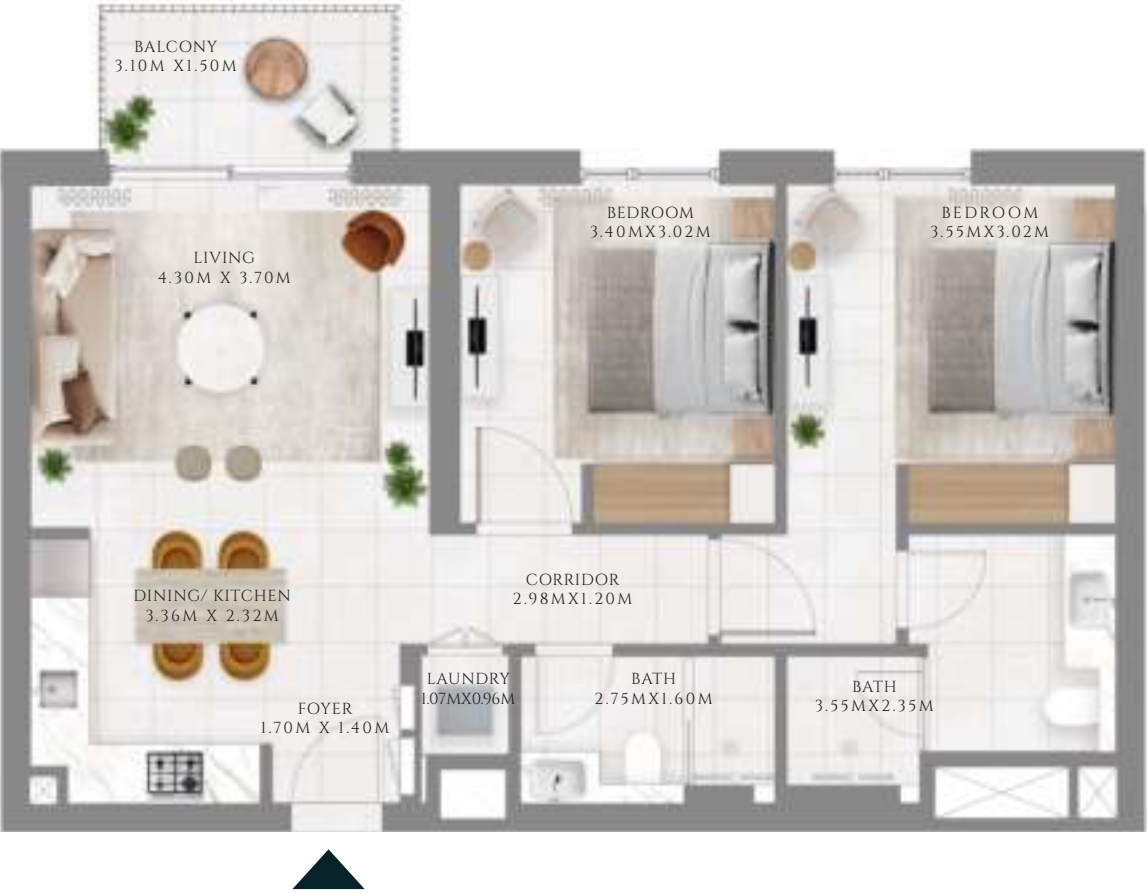 BALCONY
3.10M X1.50M
BEDROOM
3.40MX3.02M
BEDROOM
3.55MX3.02M
LIVING
4.30M X 3.70M
CORRIDOR
2.98MX1.20M
DINING/ KITCHEN
3.36M X 2.32M
LAUNDRY
1.07MX0.96M
BATH
2.75MX1.60M
BATH
3.55MX2.35M
FOYER
1.70M X 1.40M